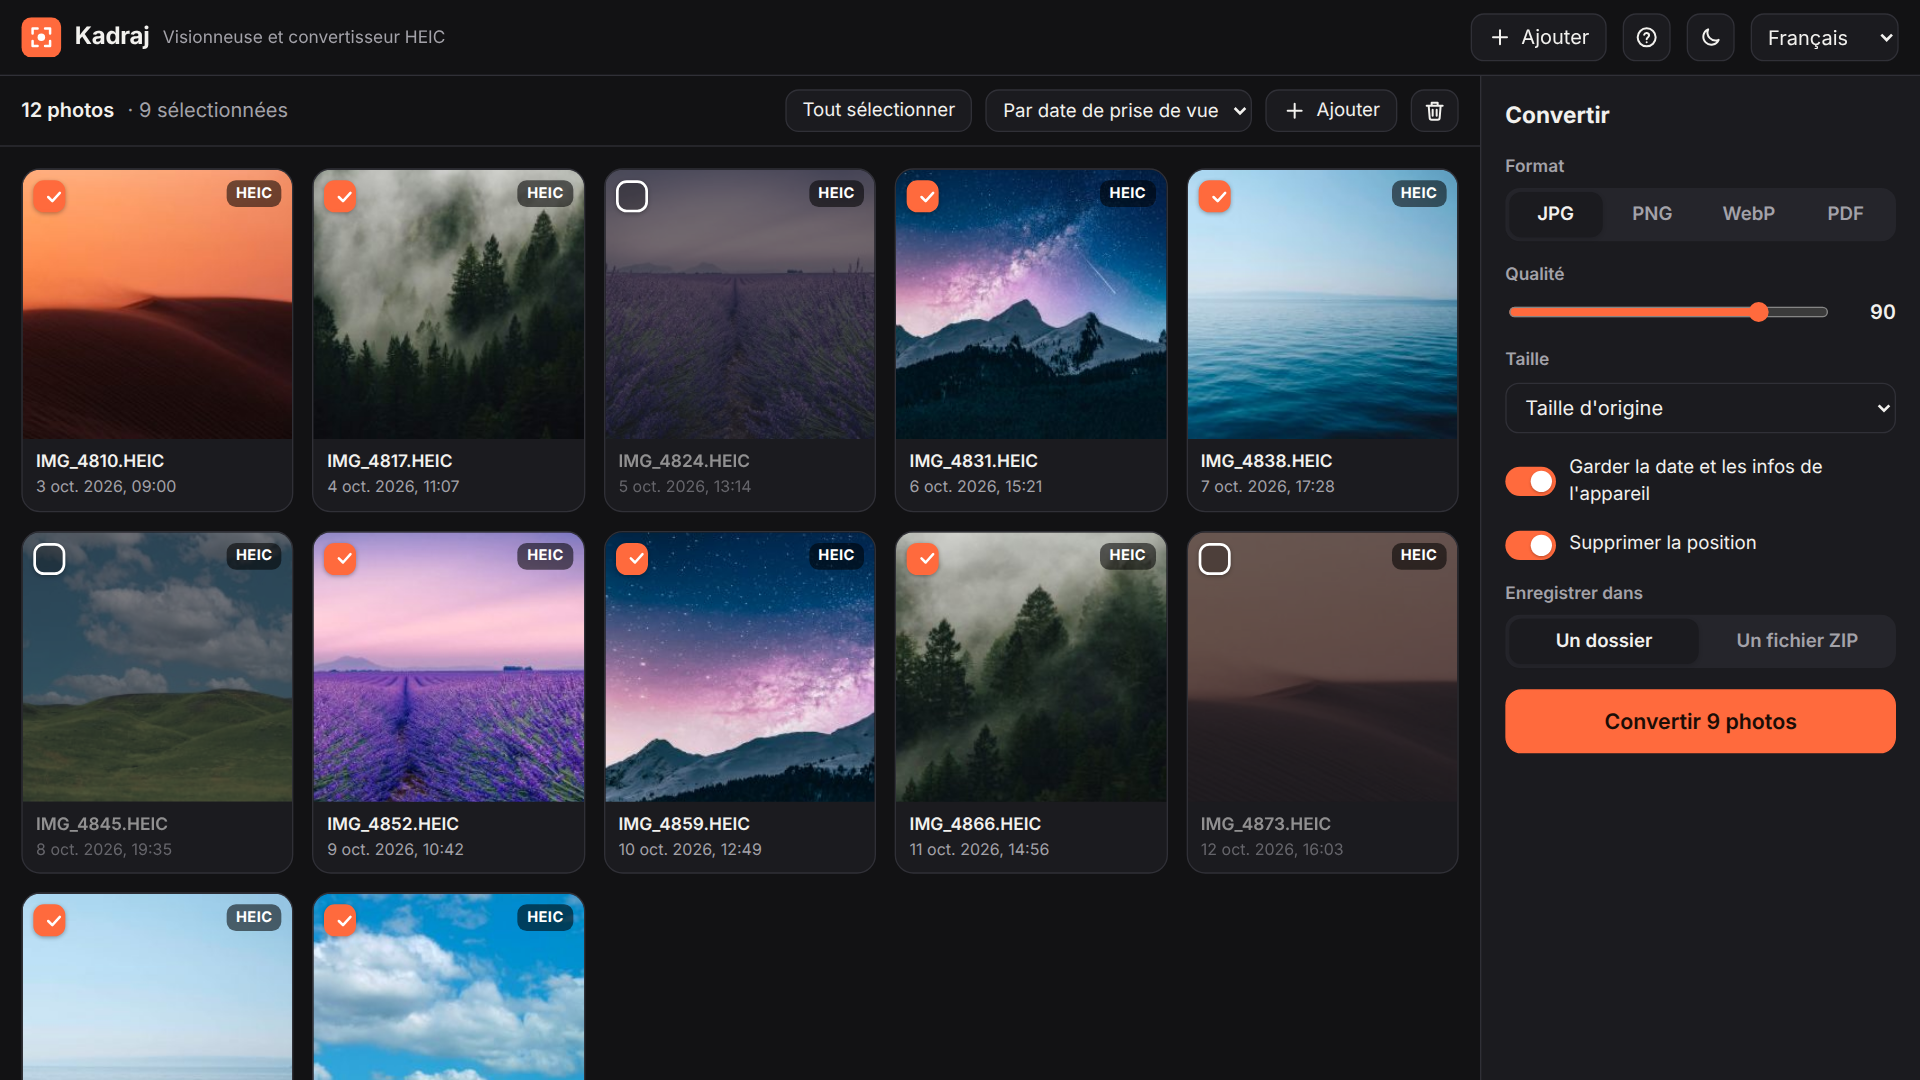 Kadraj Visionneuse et convertisseur HEIC
Ajouter
Français
12 photos · 9 sélectionnées
Tout sélectionner
Par date de prise de vue
Ajouter
HEIC
HEIC
HEIC
HEIC
HEIC
IMG_4810.HEIC
3 oct. 2026, 09:00
IMG_4817.HEIC
4 oct. 2026, 11:07
IMG_4824.HEIC
5 oct. 2026, 13:14
IMG_4831.HEIC
6 oct. 2026, 15:21
IMG_4838.HEIC
7 oct. 2026, 17:28
HEIC
HEIC
HEIC
HEIC
HEIC
IMG_4845.HEIC
8 oct. 2026, 19:35
IMG_4852.HEIC
9 oct. 2026, 10:42
IMG_4859.HEIC
10 oct. 2026, 12:49
IMG_4866.HEIC
11 oct. 2026, 14:56
IMG_4873.HEIC
12 oct. 2026, 16:03
HEIC
HEIC
Convertir
Format
JPG PNG WebP PDF
Qualité
90
Taille
Taille d'origine
Garder la date et les infos de
l'appareil
Supprimer la position
Enregistrer dans
Un dossier Un fichier ZIP
Convertir 9 photos